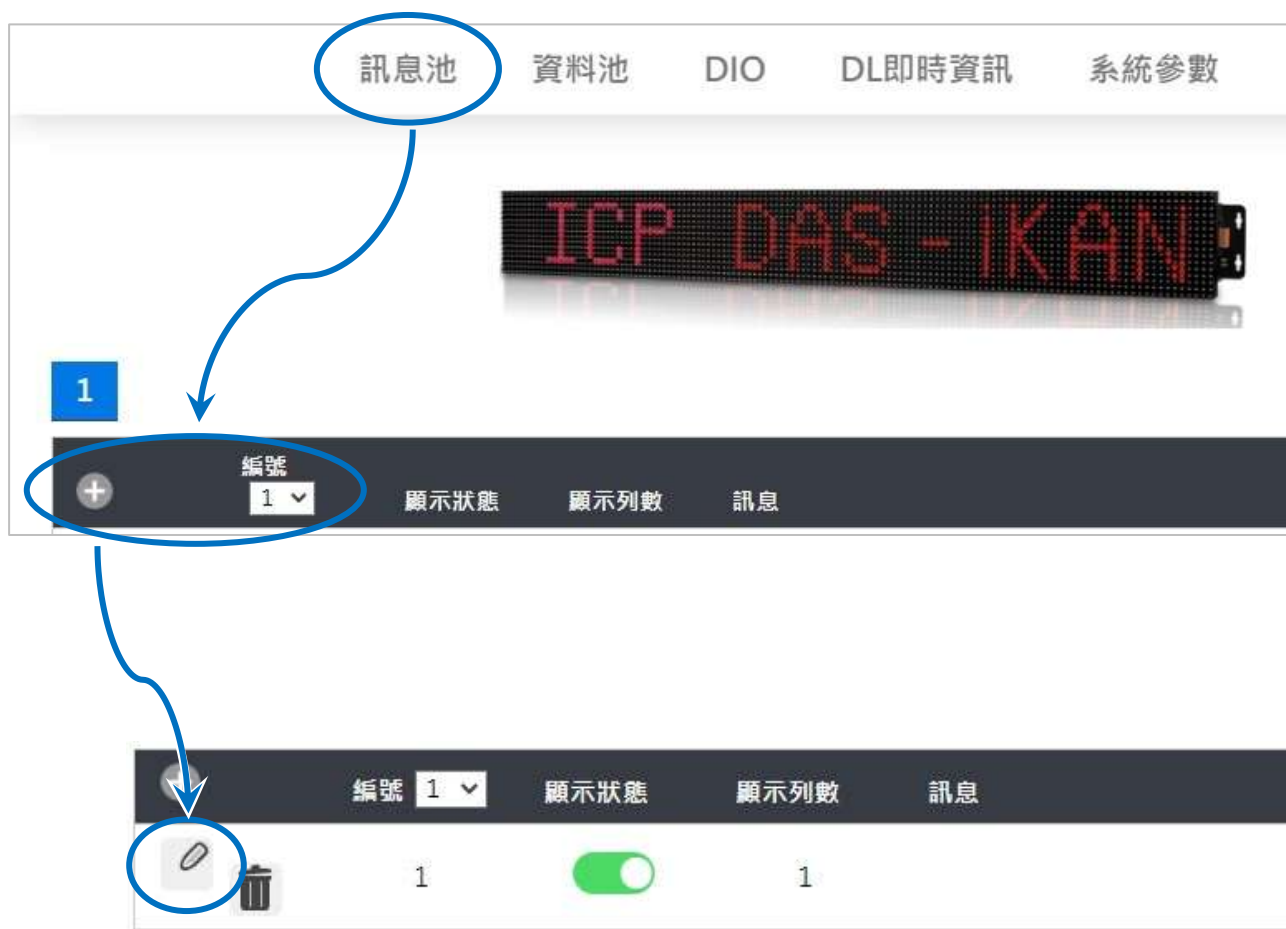 訊息池 資料池 DIO DL即時資訊 系統參數
ICP DAS - iKAN
1
編號
1 顯示狀態 顯示列數 訊息
編號 1 顯示狀態 顯示列數 訊息
1 1